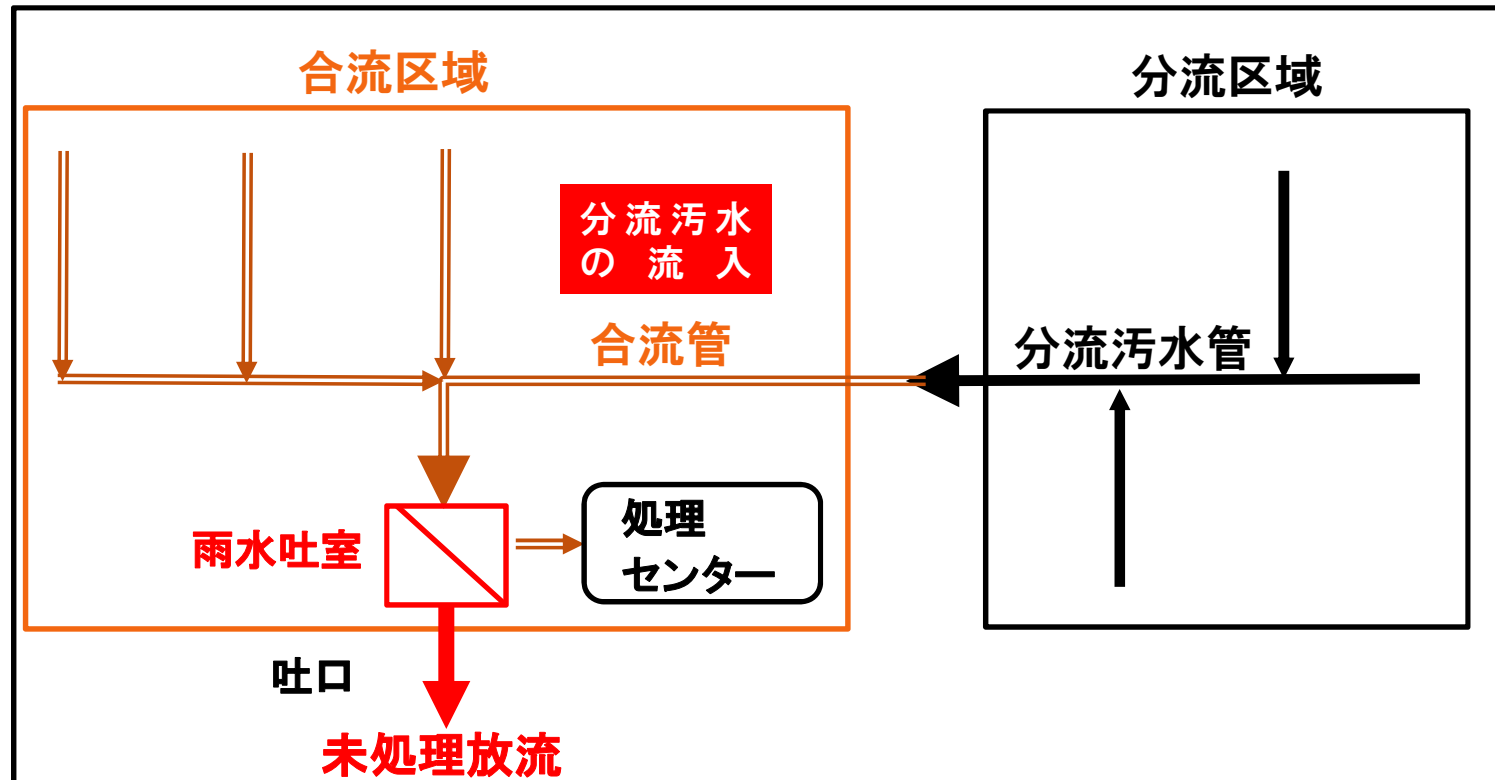 合流区域
分流区域
分流汚水
の流入
合流管
分流汚水管
雨水吐室
処理
センター
吐口
未処理放流